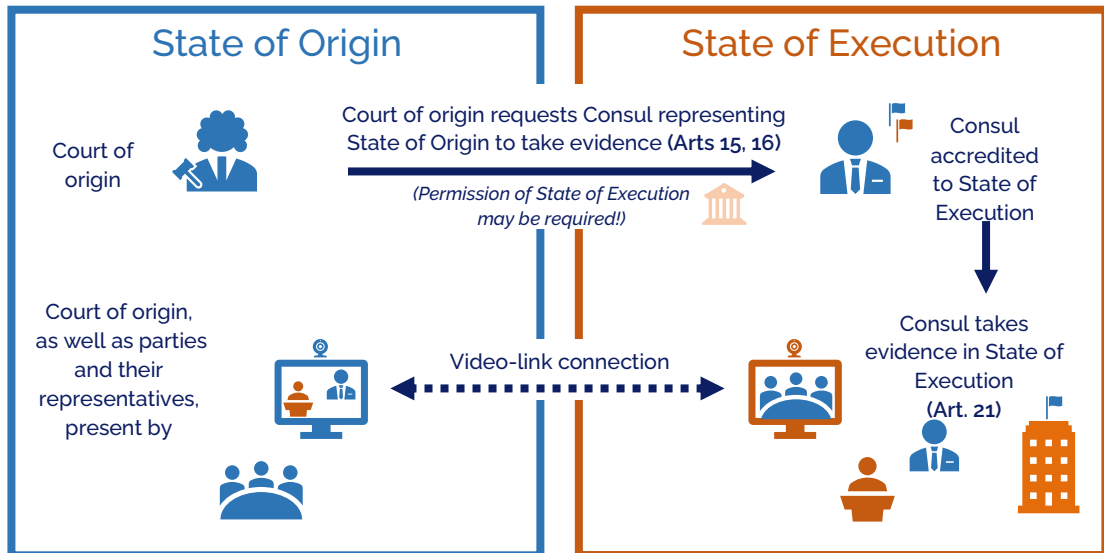 State of Origin
State of Execution
Court of
origin
Court of origin requests Consul representing
State of Origin to take evidence (Arts 15, 16)
(Permission of State of Execution
may be required!)
Consul
accredited
to State of
Execution
Court of origin,
as well as parties
and their
representatives,
present by
Video-link connection
Consul takes
evidence in State of
Execution
(Art. 21)